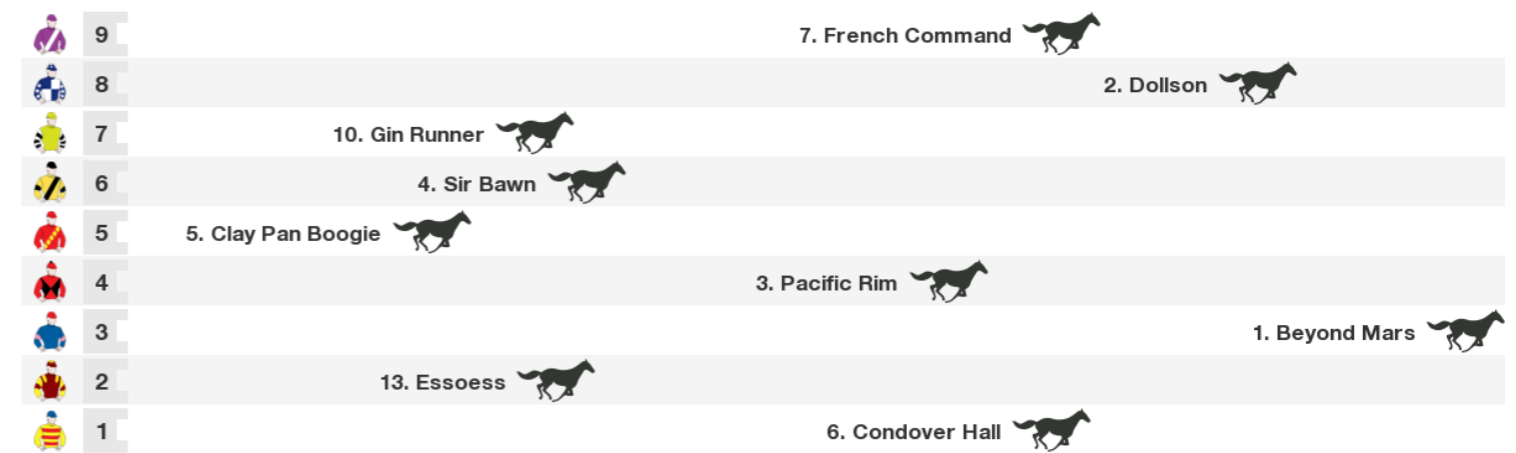 9 7. French Command
8 2. Dollson
7 10. Gin Runner
6 4. Sir Bawn
5 5. Clay Pan Boogie
4 3. Pacific Rim
3 1. Beyond Mars
2 13. Essoess
1 6. Condover Hall